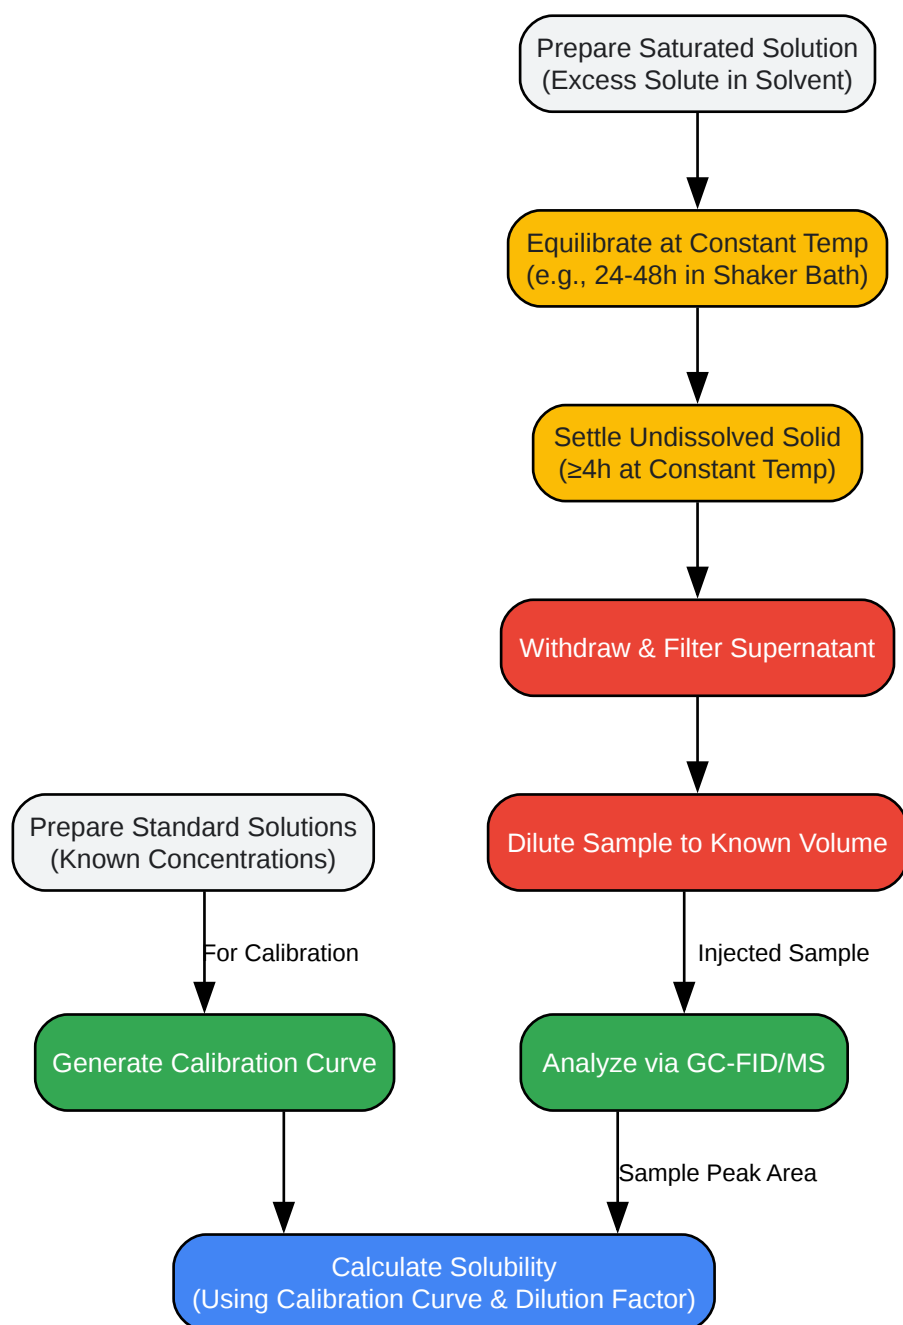 Prepare Saturated Solution
(Excess Solute in Solvent)
Equilibrate at Constant Temp
(e.g., 24-48h in Shaker Bath)
Settle Undissolved Solid
(≥4h at Constant Temp)
Withdraw & Filter Supernatant
Prepare Standard Solutions
(Known Concentrations)
Dilute Sample to Known Volume
For Calibration
Injected Sample
Generate Calibration Curve
Analyze via GC-FID/MS
Sample Peak Area
Calculate Solubility
(Using Calibration Curve & Dilution Factor)